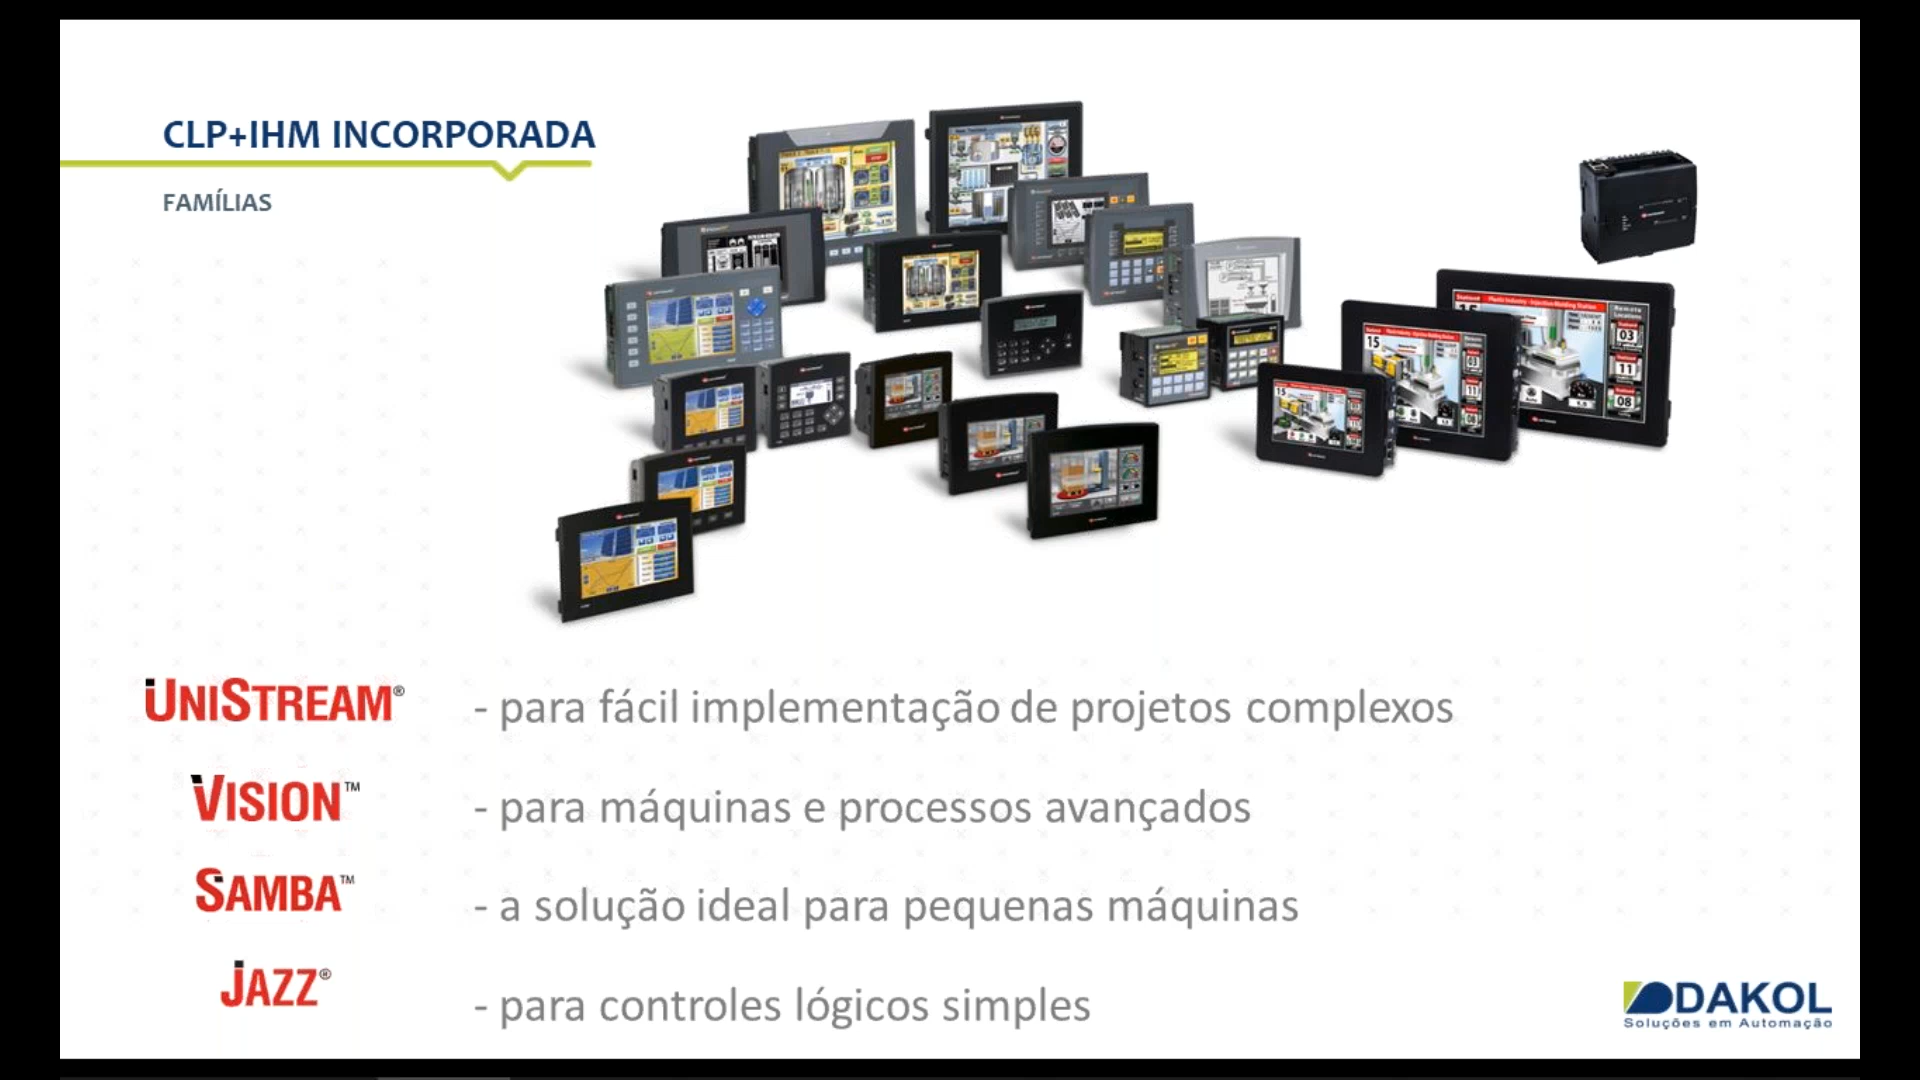 CLP+IHM INCORPORADA
FAMÍLIAS
UNISTREAM®
- para fácil implementação de projetos complexos
VISION™
- para máquinas e processos avançados
SAMBA™
- a solução ideal para pequenas máquinas
JAZZ®
- para controles lógicos simples
DAKOL
Soluções em Automação